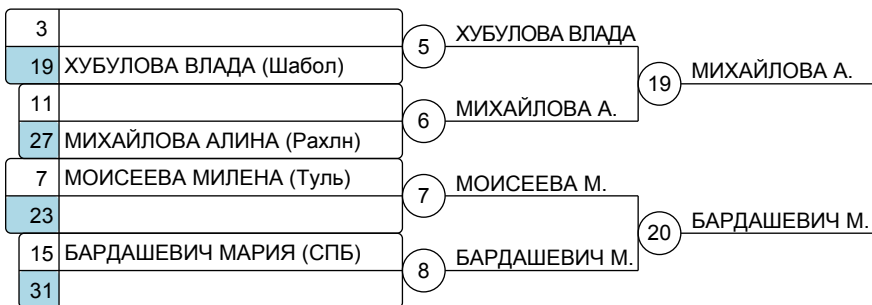 3
19 ХУБУЛОВА ВЛАДА (Шабол)
11
27 МИХАЙЛОВА АЛИНА (Рахлн)
7 МОИСЕЕВА МИЛЕНА (Туль)
23
15 БАРДАШЕВИЧ МАРИЯ (СПБ)
31
5 ХУБУЛОВА ВЛАДА
6 МИХАЙЛОВА А.
7 МОИСЕЕВА М.
8 БАРДАШЕВИЧ М.
19 МИХАЙЛОВА А.
20 БАРДАШЕВИЧ М.